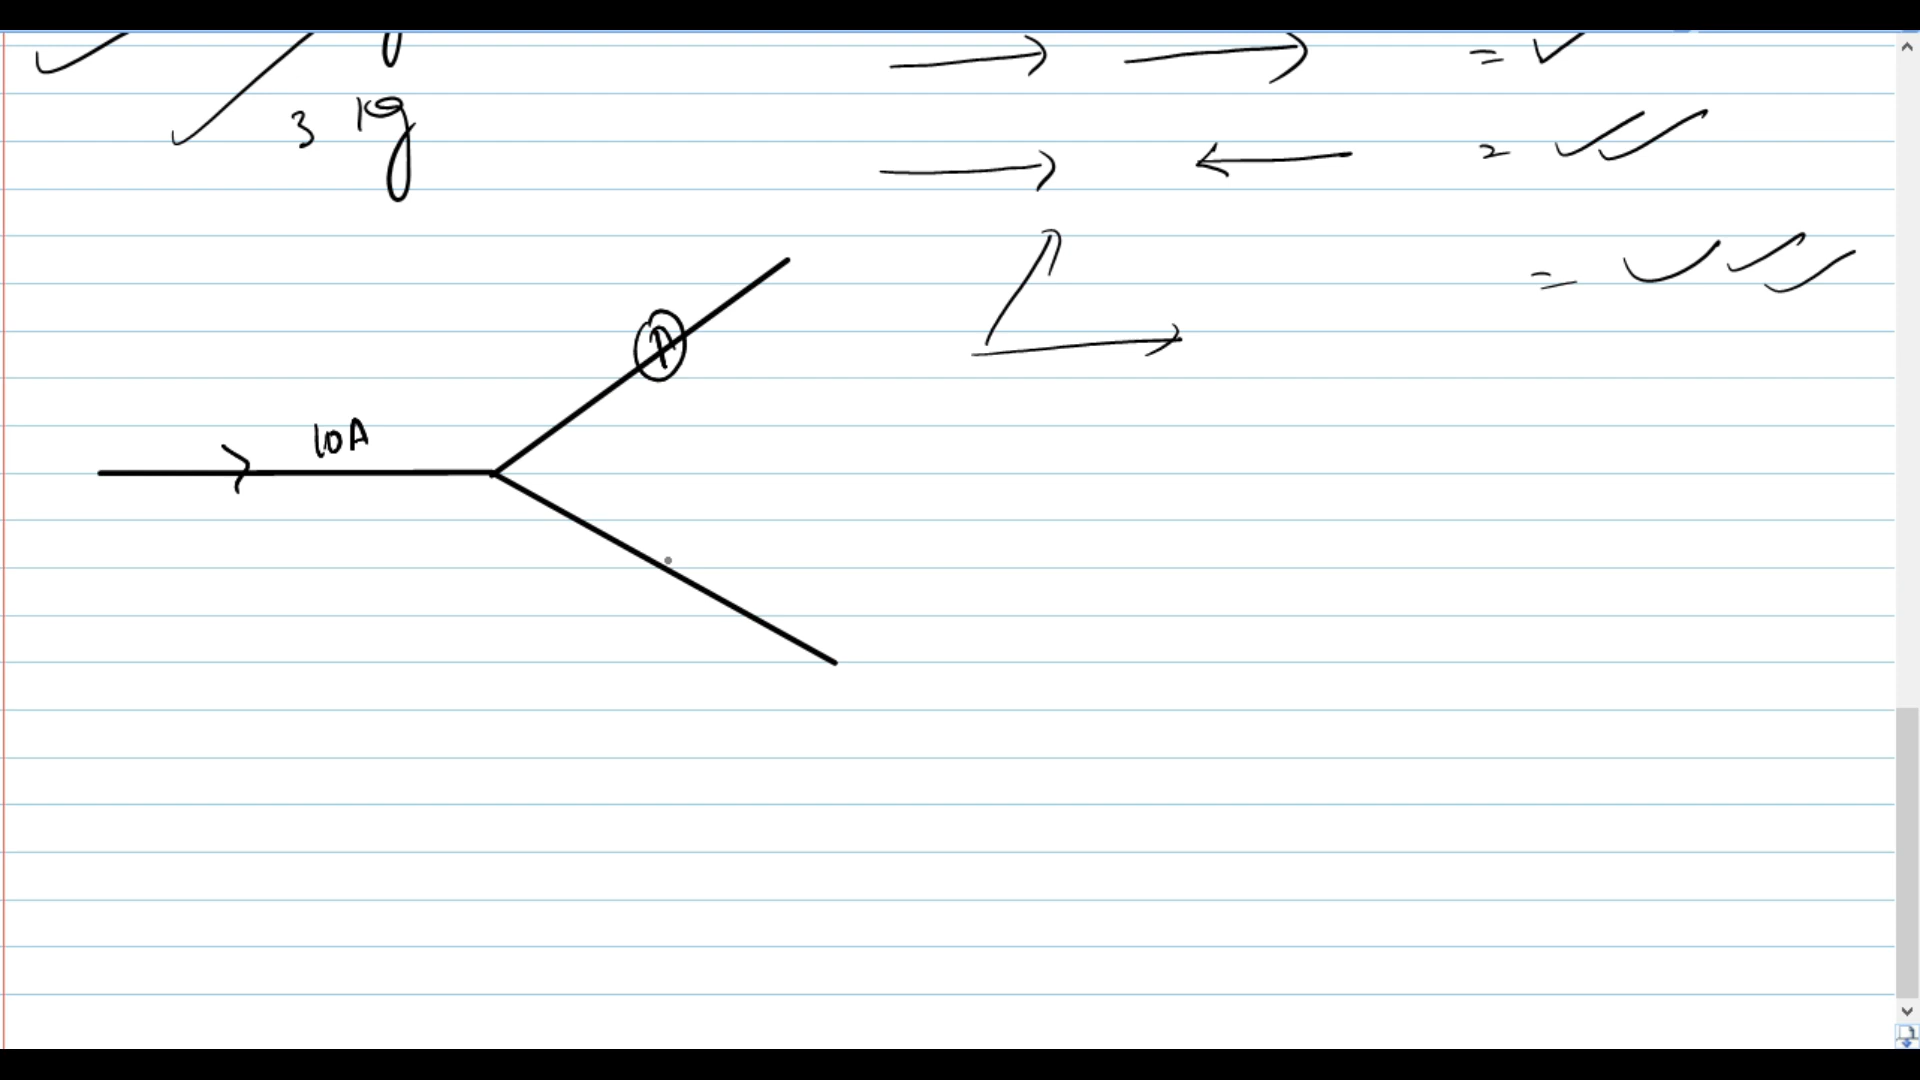 3 kg
=
=
=
10A
A